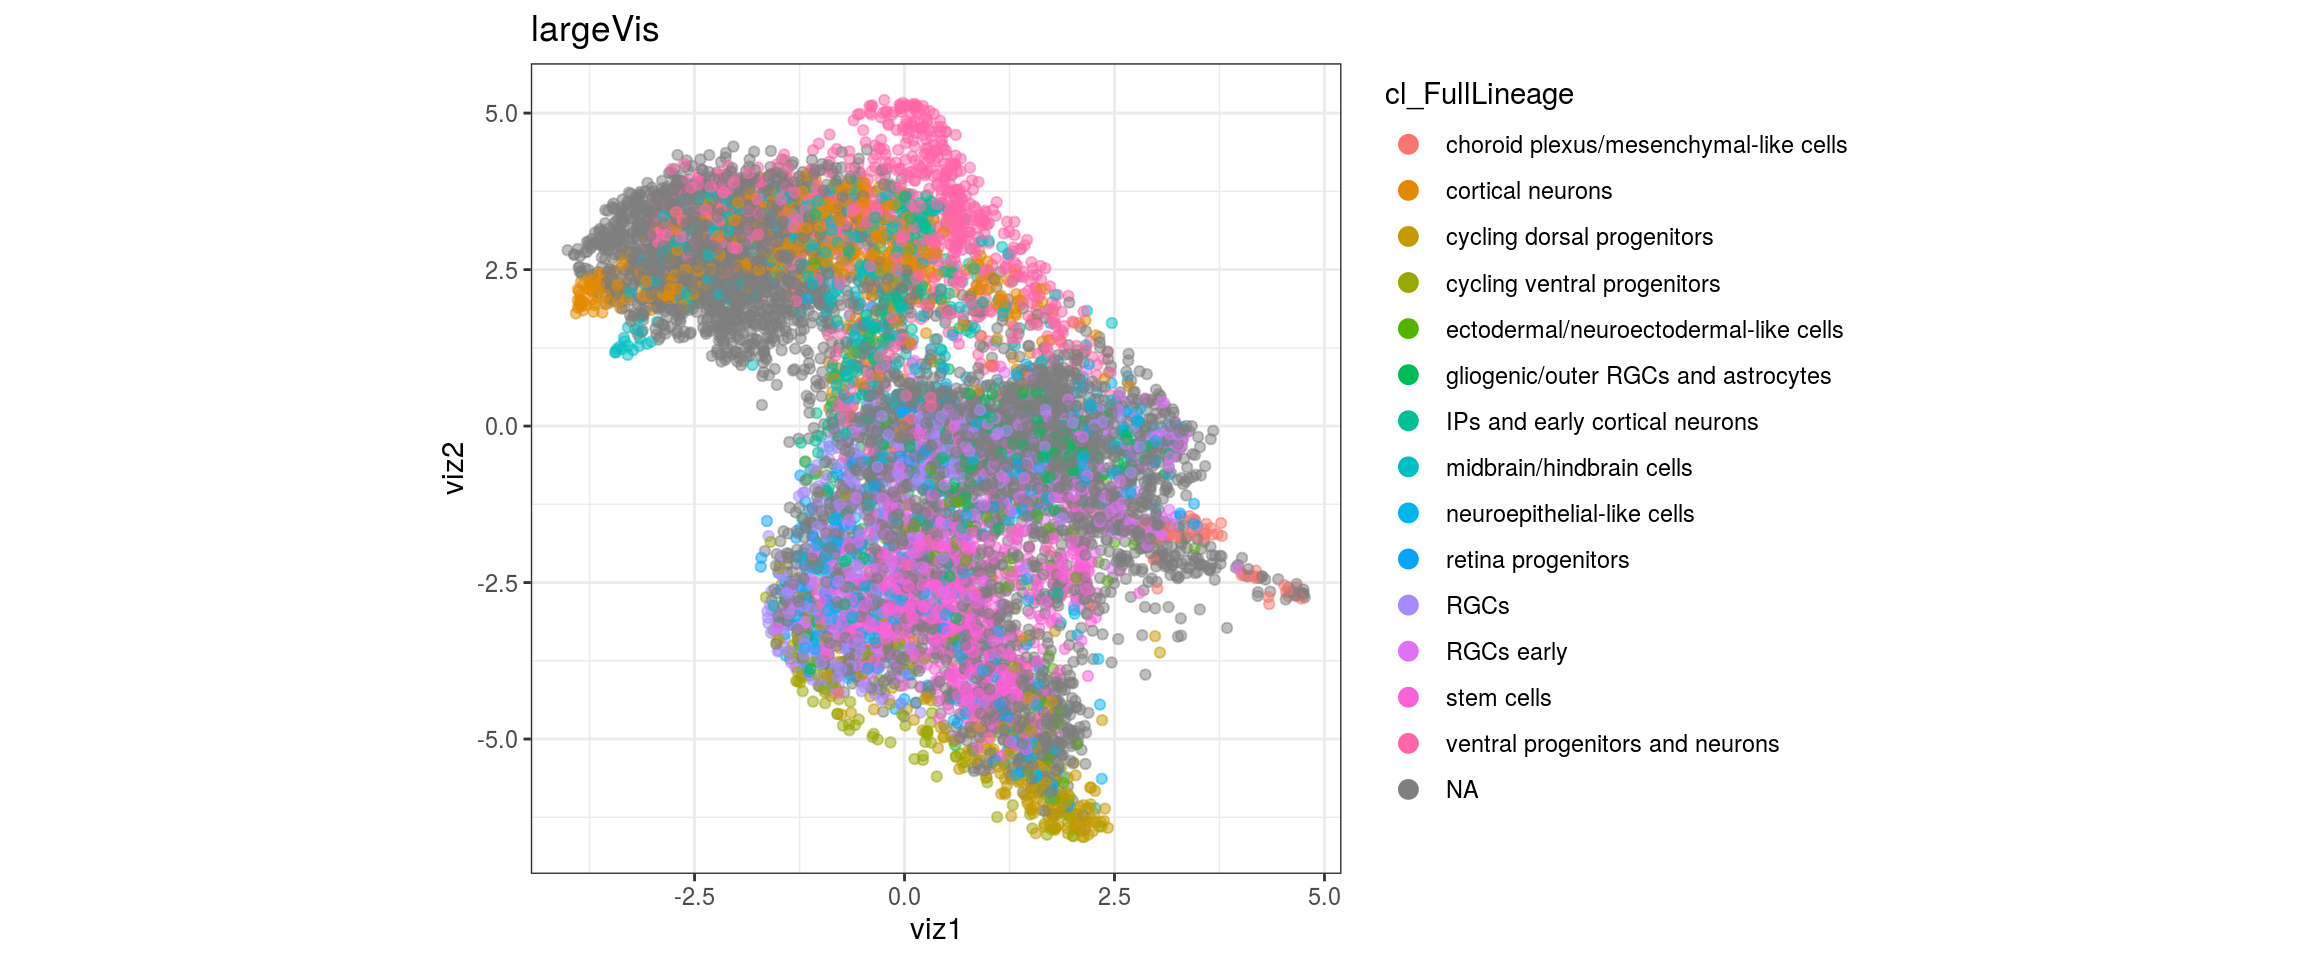 largeVis
cl_FullLineage
choroid plexus/mesenchymal-like cells
cortical neurons
cycling dorsal progenitors
cycling ventral progenitors
ectodermal/neuroectodermal-like cells
gliogenic/outer RGCs and astrocytes
IPs and early cortical neurons
midbrain/hindbrain cells
neuroepithelial-like cells
retina progenitors
RGCs
RGCs early
stem cells
ventral progenitors and neurons
NA
5.0
2.5
0.0
-2.5
-5.0
viz2
-2.5 0.0 2.5 5.0
viz1